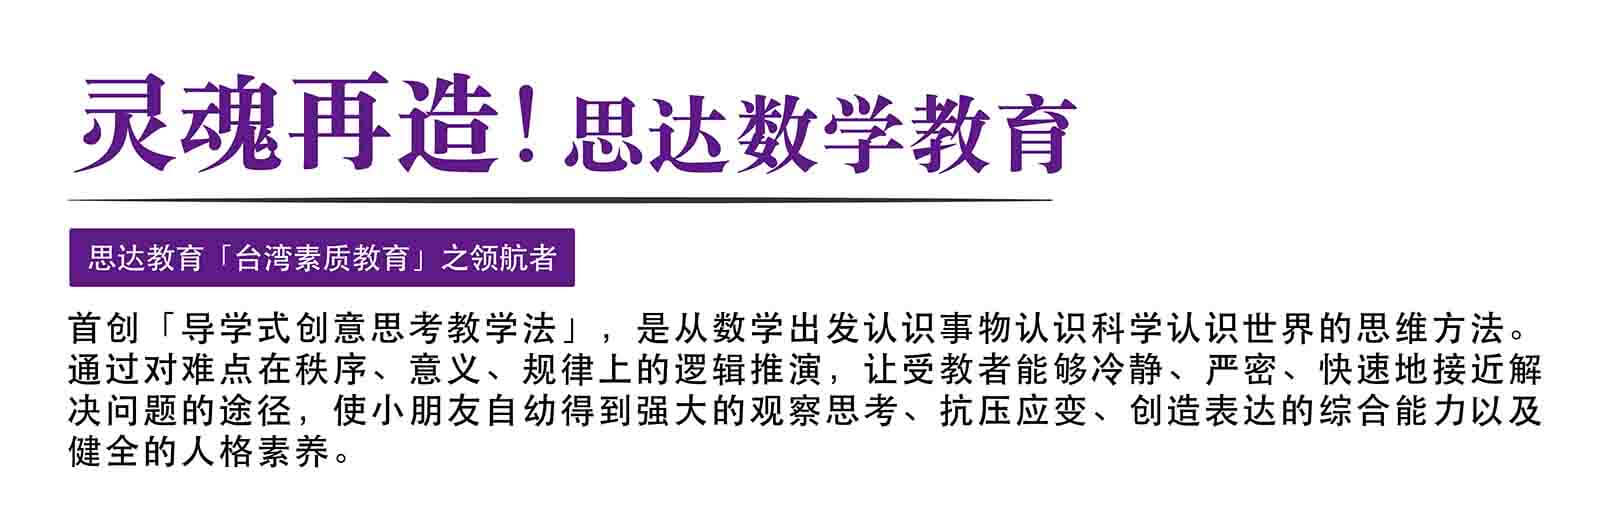 灵魂再造！思达数学教育
思达教育「台湾素质教育」之领航者
首创「导学式创意思考教学法」，是从数学出发认识事物认识科学认识世界的思维方法。
通过对难点在秩序、意义、规律上的逻辑推演，让受教者能够冷静、严密、快速地接近解
决问题的途径，使小朋友自幼得到强大的观察思考、抗压应变、创造表达的综合能力以及
健全的人格素养。